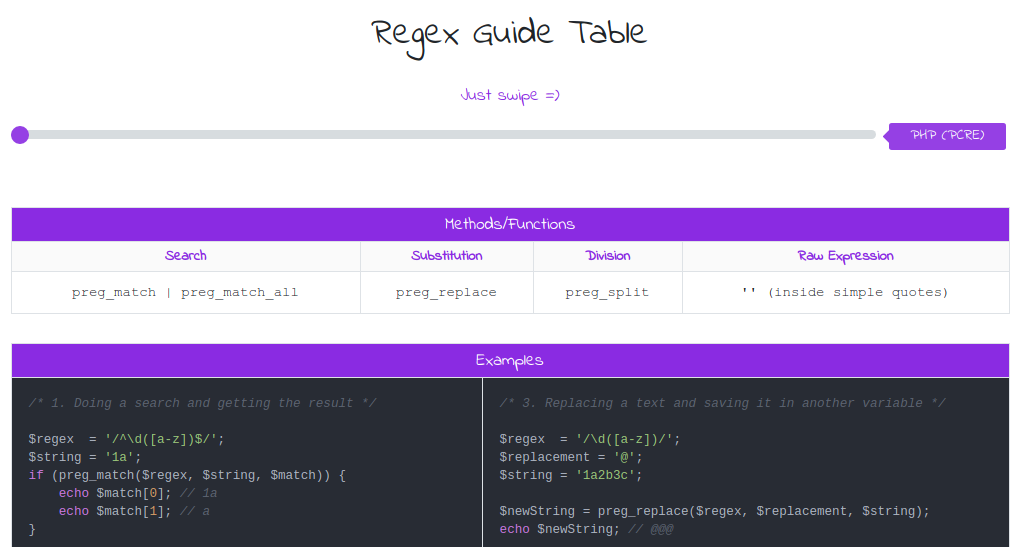 Regex Guide Table
Just swipe =)
PHP (PCRE)
Methods/Functions
Search Substitution Division Raw Expression
preg_match | preg_match_all preg_replace preg_split '' (inside simple quotes)
Examples
/* 1. Doing a search and getting the result */
$regex  = '/^\d([a-z])$/';
$string = '1a';
if (preg_match($regex, $string, $match)) {
    echo $match[0]; // 1a
    echo $match[1]; // a
}
/* 3. Replacing a text and saving it in another variable */
$regex  = '/\d([a-z])/';
$replacement = '@';
$string = '1a2b3c';
$newString = preg_replace($regex, $replacement, $string);
echo $newString; // @@@